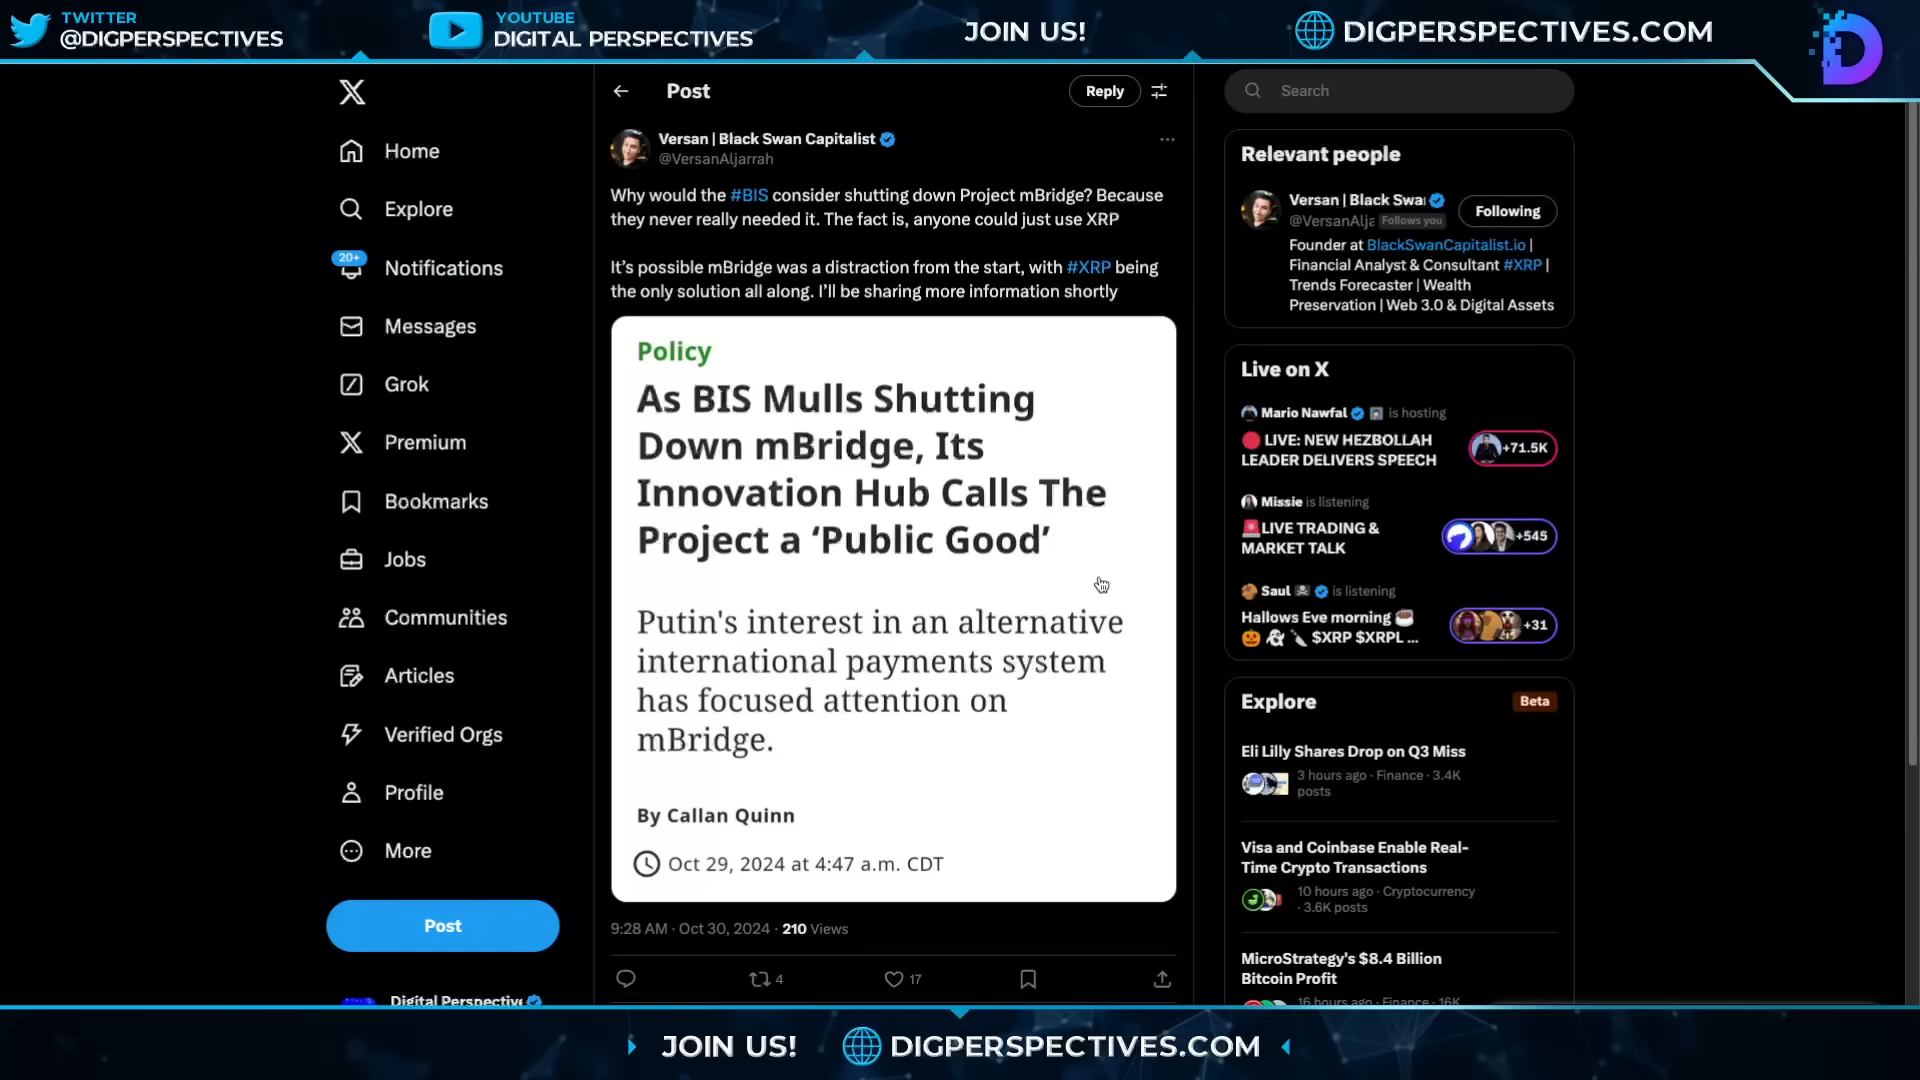 TWITTER
@DIGPERSPECTIVES
YOUTUBE
DIGITAL PERSPECTIVES
JOIN US!
DIGPERSPECTIVES.COM
Home
Explore
20+
Notifications
Messages
Grok
Premium
Bookmarks
Jobs
Communities
Articles
Verified Orgs
Profile
More
Post
Digital Perspective
Post
Reply
Versan | Black Swan Capitalist
@VersanAljarrah
Why would the #BIS consider shutting down Project mBridge? Because
they never really needed it. The fact is, anyone could just use XRP
It's possible mBridge was a distraction from the start, with #XRP being
the only solution all along. I'll be sharing more information shortly
Policy
As BIS Mulls Shutting
Down mBridge, Its
Innovation Hub Calls The
Project a ‘Public Good’
Putin's interest in an alternative
international payments system
has focused attention on
mBridge.
By Callan Quinn
Oct 29, 2024 at 4:47 a.m. CDT
9:28 AM · Oct 30, 2024 · 210 Views
4
17
Search
Relevant people
Versan | Black Swa
@VersanAlja Follows you
Following
Founder at BlackSwanCapitalist.io |
Financial Analyst & Consultant #XRP |
Trends Forecaster | Wealth
Preservation | Web 3.0 & Digital Assets
Live on X
Mario Nawfal is hosting
LIVE: NEW HEZBOLLAH
LEADER DELIVERS SPEECH
+71.5K
Missie is listening
LIVE TRADING &
MARKET TALK
+545
Saul is listening
Hallows Eve morning
$XRP $XRPL ...
+31
Explore
Beta
Eli Lilly Shares Drop on Q3 Miss
3 hours ago · Finance · 3.4K
posts
Visa and Coinbase Enable Real-
Time Crypto Transactions
10 hours ago · Cryptocurrency
· 3.6K posts
MicroStrategy's $8.4 Billion
Bitcoin Profit
16 hours ago · Finance · 16K
JOIN US!
DIGPERSPECTIVES.COM